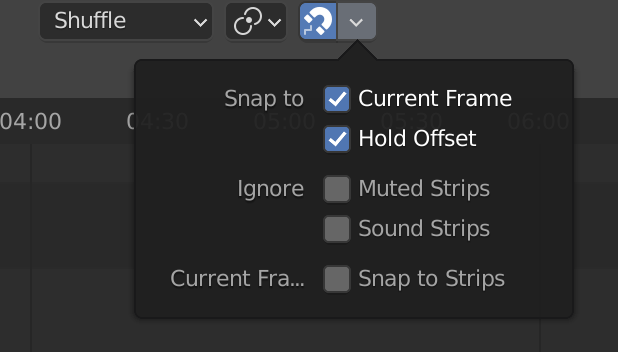 Shuffle
04:00 04:30 05:00 05:30 06:00
Snap to Current Frame
Hold Offset
Ignore Muted Strips
Sound Strips
Current Fra... Snap to Strips